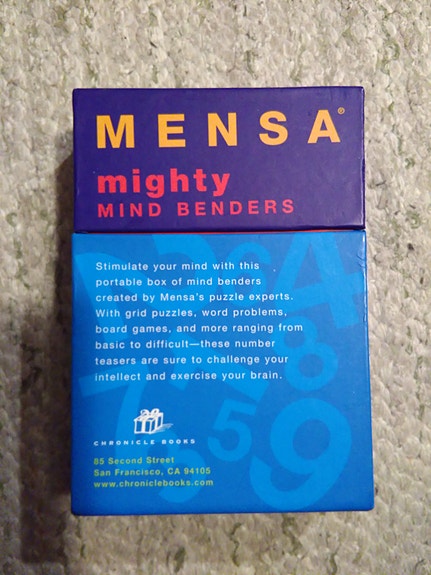 MENSA®
mighty
MIND BENDERS
Stimulate your mind with this
portable box of mind benders
created by Mensa's puzzle experts.
With grid puzzles, word problems,
board games, and more ranging from
basic to difficult—these number
teasers are sure to challenge your
intellect and exercise your brain.
CHRONICLE BOOKS
85 Second Street
San Francisco, CA 94105
www.chroniclebooks.com